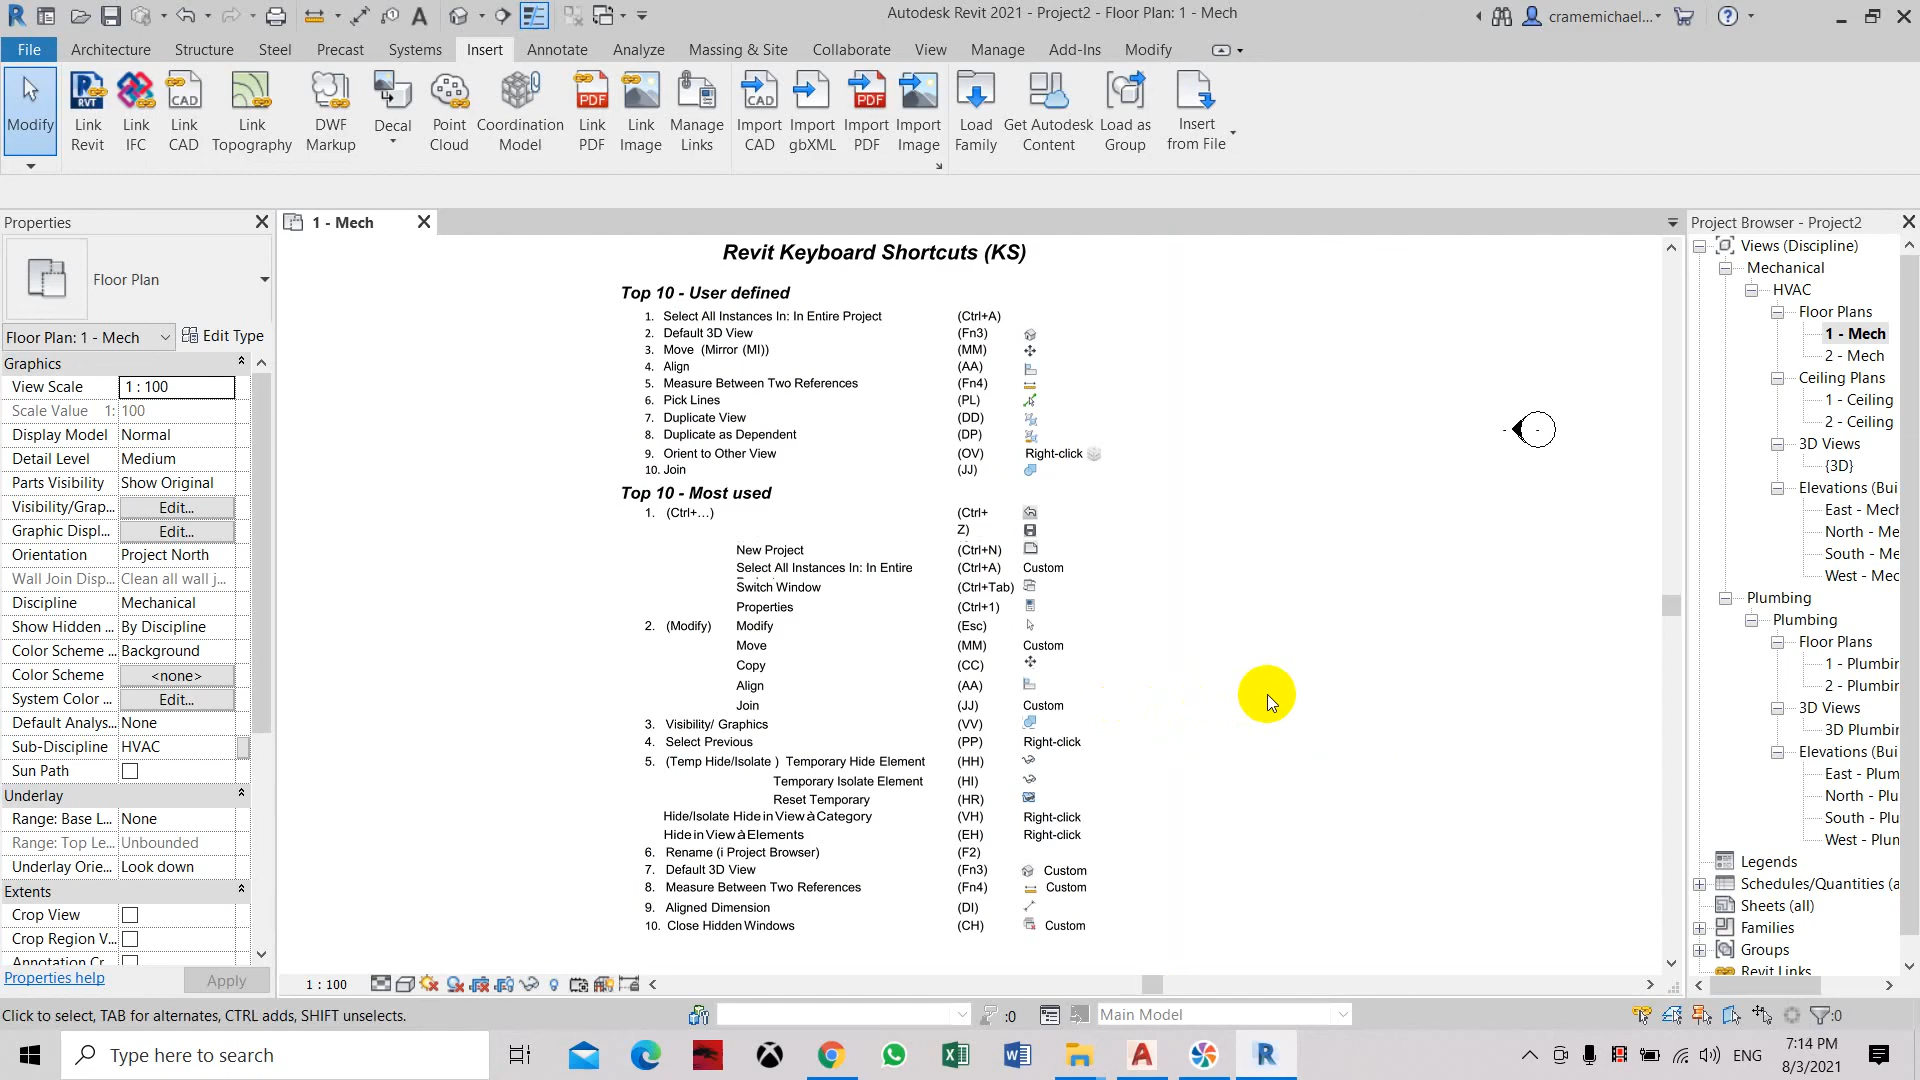 Autodesk Revit 2021 - Project2 - Floor Plan: 1 - Mech
cramemichael...
File Architecture Structure Steel Precast Systems Insert Annotate Analyze Massing & Site Collaborate View Manage Add-Ins Modify
Modify
Link Revit
Link IFC
Link CAD
Link Topography
DWF Markup
Decal
Point Cloud
Coordination Model
Link PDF
Link Image
Manage Links
Import CAD
Import gbXML
Import PDF
Import Image
Load Family
Get Autodesk Content
Load as Group
Insert from File
Properties
Floor Plan
Floor Plan: 1 - Mech
Edit Type
Graphics
View Scale 1 : 100
Scale Value 1: 100
Display Model Normal
Detail Level Medium
Parts Visibility Show Original
Visibility/Grap... Edit...
Graphic Displ... Edit...
Orientation Project North
Wall Join Disp... Clean all wall j...
Discipline Mechanical
Show Hidden ... By Discipline
Color Scheme ... Background
Color Scheme <none>
System Color ... Edit...
Default Analys... None
Sub-Discipline HVAC
Sun Path
Underlay
Range: Base L... None
Range: Top Le... Unbounded
Underlay Orie... Look down
Extents
Crop View
Crop Region V...
Annotation Cr...
Properties help
Apply
1 - Mech
Revit Keyboard Shortcuts (KS)
Top 10 - User defined
1. Select All Instances In: In Entire Project (Ctrl+A)
2. Default 3D View (Fn3)
3. Move (Mirror (MI)) (MM)
4. Align (AA)
5. Measure Between Two References (Fn4)
6. Pick Lines (PL)
7. Duplicate View (DD)
8. Duplicate as Dependent (DP)
9. Orient to Other View (OV) Right-click
10. Join (JJ)
Top 10 - Most used
1. (Ctrl+...) (Ctrl+
Z)
New Project (Ctrl+N)
Select All Instances In: In Entire (Ctrl+A) Custom
Switch Window (Ctrl+Tab)
Properties (Ctrl+1)
2. (Modify) Modify (Esc)
Move (MM) Custom
Copy (CC)
Align (AA)
Join (JJ) Custom
3. Visibility/ Graphics (VV)
4. Select Previous (PP) Right-click
5. (Temp Hide/Isolate ) Temporary Hide Element (HH)
Temporary Isolate Element (HI)
Reset Temporary (HR)
Hide/Isolate Hide in View à Category (VH) Right-click
Hide in View à Elements (EH) Right-click
6. Rename (i Project Browser) (F2)
7. Default 3D View (Fn3) Custom
8. Measure Between Two References (Fn4) Custom
9. Aligned Dimension (DI)
10. Close Hidden Windows (CH) Custom
Project Browser - Project2
Views (Discipline)
Mechanical
HVAC
Floor Plans
1 - Mech
2 - Mech
Ceiling Plans
1 - Ceiling
2 - Ceiling
3D Views
{3D}
Elevations (Bui
East - Mech
North - Me
South - Me
West - Mec
Plumbing
Plumbing
Floor Plans
1 - Plumbin
2 - Plumbin
3D Views
3D Plumbin
Elevations (Bui
East - Plum
North - Plu
South - Plu
West - Plum
Legends
Schedules/Quantities (a
Sheets (all)
Families
Groups
Revit Links
1 : 100
Click to select, TAB for alternates, CTRL adds, SHIFT unselects.
:0
Main Model
:0
Type here to search
ENG
7:14 PM
8/3/2021